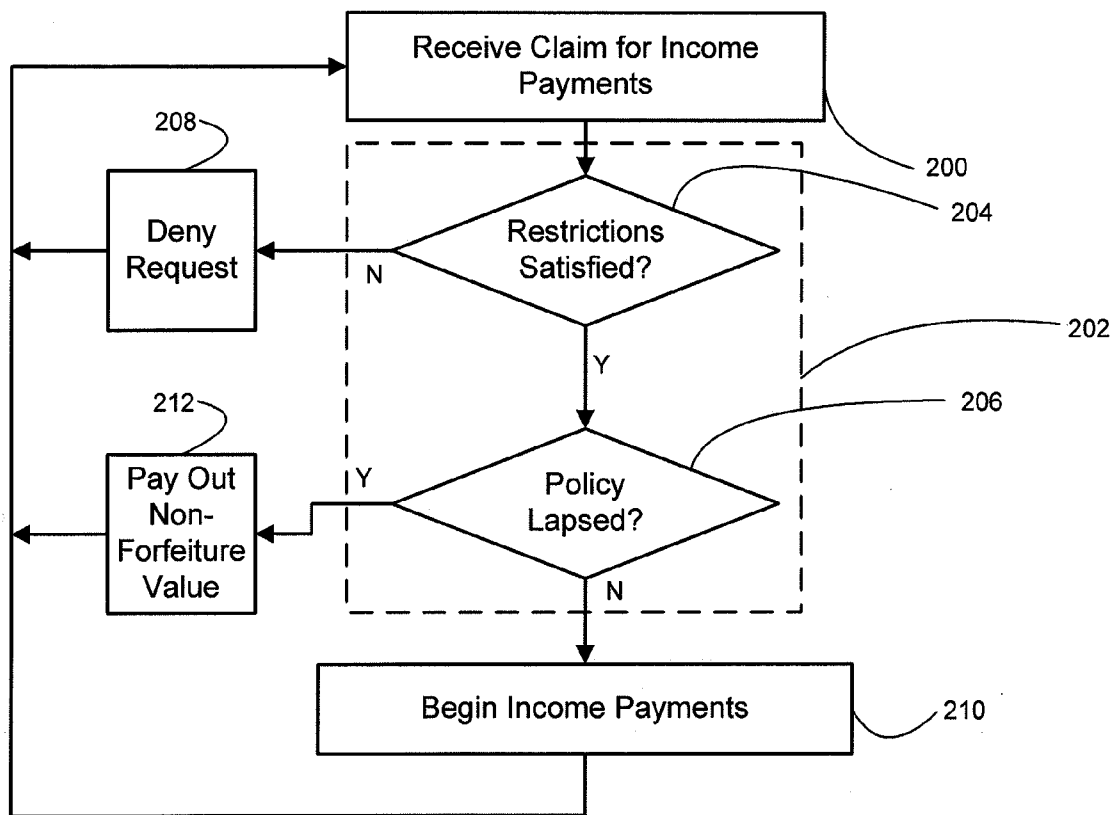 Receive Claim for Income
Payments
200
208
204
Deny
Request
Restrictions
Satisfied?
N
202
Y
212
206
Pay Out
Non-
Forfeiture
Value
Y
Policy
Lapsed?
N
Begin Income Payments
210